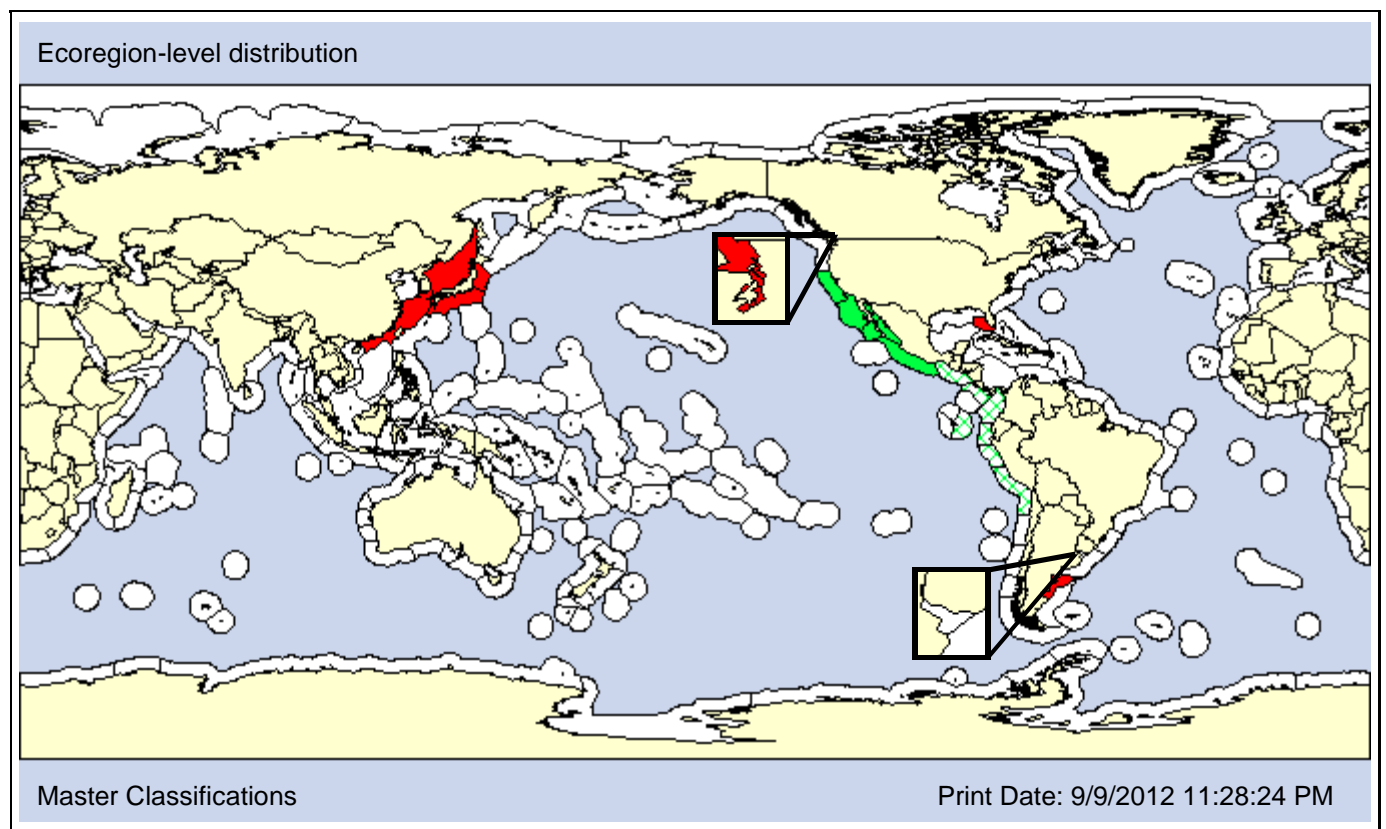 Ecoregion-level distribution
Master Classifications
Print Date: 9/9/2012 11:28:24 PM